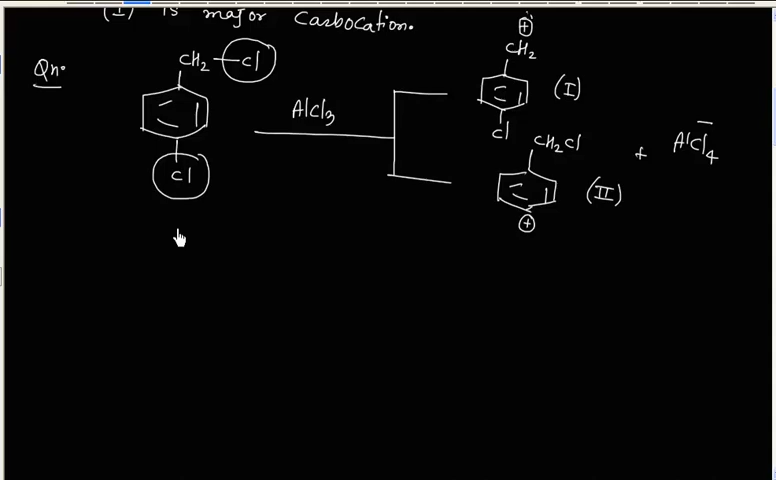 (I) is major Carbocation.
Qn.
CH2-Cl
Cl
AlCl3
⊕
CH2
Cl
(I)
CH2Cl
⊕
(II)
+ AlCl4-